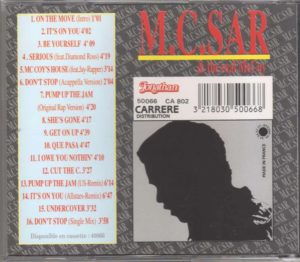 1. ON THE MOVE (Intro) 1'01
2. IT'S ON YOU 4'02
3. BE YOURSELF 4'09
4. SERIOUS (feat.Diamond Ross) 4'19
5. MC COY'S HOUSE (feat.Jay-Rapper) 3'
6. DON'T STOP (Acappella Version) 2'04
7. PUMP UP THE JAM
(Original Rap Version) 4'20
8. SHE'S GONE 4'27
9. GET ON UP 4'39
10. QUE PASA 4'47
11. I OWE YOU NOTHIN' 4'10
12. CUT THE C. 3'27
13. PUMP UP THE JAM (US-Remix) 6'14
14. IT'S ON YOU (Allstars-Remix) 6'47
15. UNDERCOVER 3'32
16. DON'T STOP (Single Mix) 3'58
Disponible en cassette : 40066
M.C.SAR
& The Real McCoy
Jonathan
50066 CA 802
CARRERE
DISTRIBUTION
3 218030 500668
MADE IN FRANCE